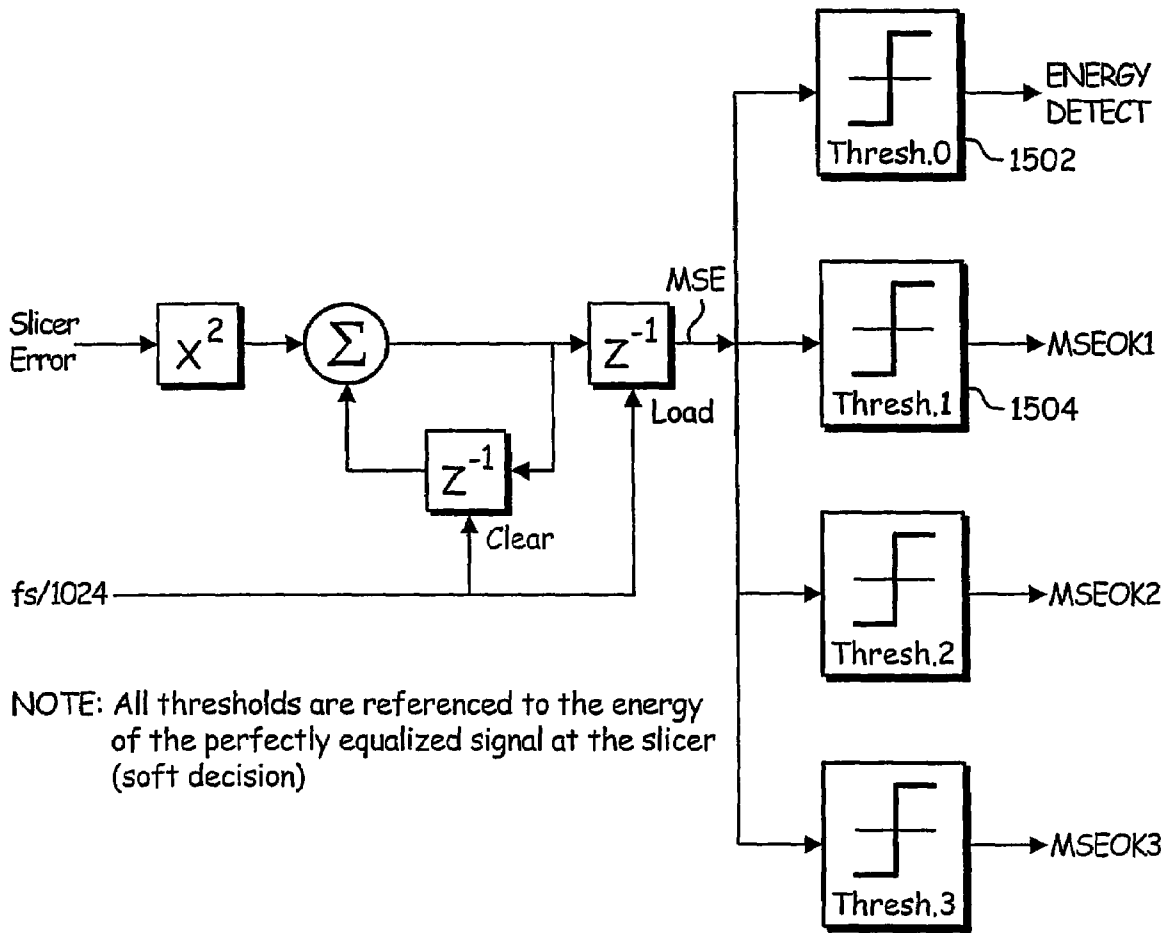 ENERGY
DETECT
Thresh.0
1502
MSE
Slicer
Error
X²
Σ
Z⁻¹
Load
MSEOK1
Thresh.1
1504
Z⁻¹
Clear
fs/1024
MSEOK2
Thresh.2
NOTE: All thresholds are referenced to the energy
of the perfectly equalized signal at the slicer
(soft decision)
MSEOK3
Thresh.3